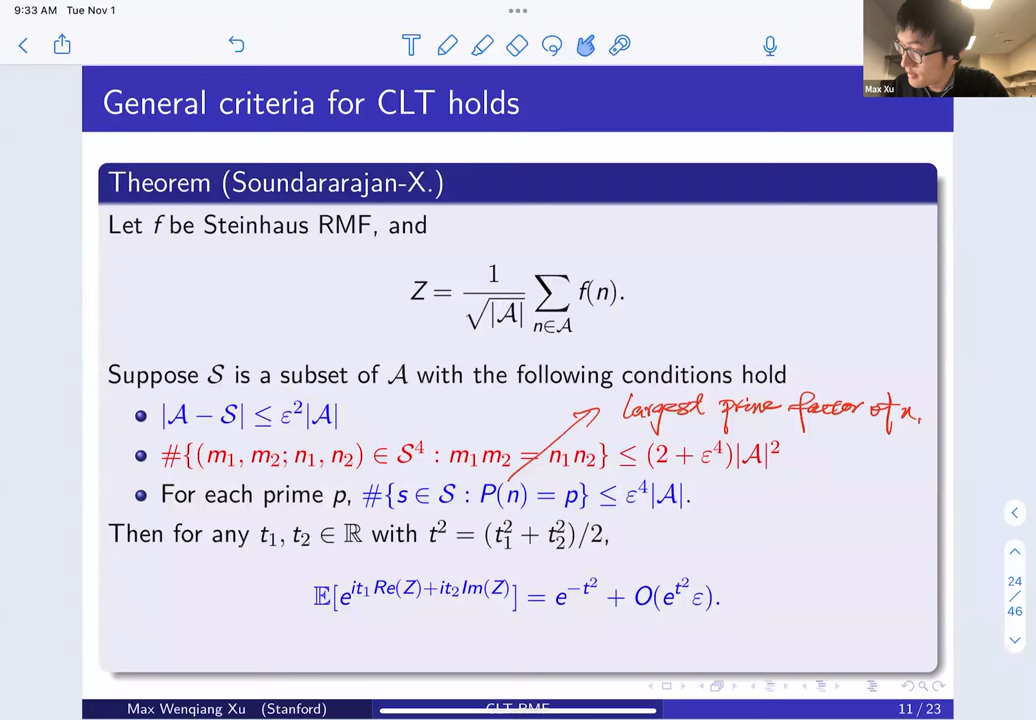 9:33 AM Tue Nov 1
Max Xu
General criteria for CLT holds
Theorem (Soundararajan-X.)
Let f be Steinhaus RMF, and
Z = 1/√|𝒜| ∑_{n∈𝒜} f(n).
Suppose 𝒮 is a subset of 𝒜 with the following conditions hold
largest prime factor of n.
|𝒜 − 𝒮| ≤ ε²|𝒜|
#{(m₁, m₂; n₁, n₂) ∈ 𝒮⁴ : m₁m₂ = n₁n₂} ≤ (2 + ε⁴)|𝒜|²
For each prime p, #{s ∈ 𝒮 : P(n) = p} ≤ ε⁴|𝒜|.
Then for any t₁, t₂ ∈ ℝ with t² = (t₁² + t₂²)/2,
𝔼[e^{it₁Re(Z)+it₂Im(Z)}] = e^{−t²} + O(e^{t²}ε).
24
/
46
Max Wenqiang Xu (Stanford)
CLT RMF
11 / 23